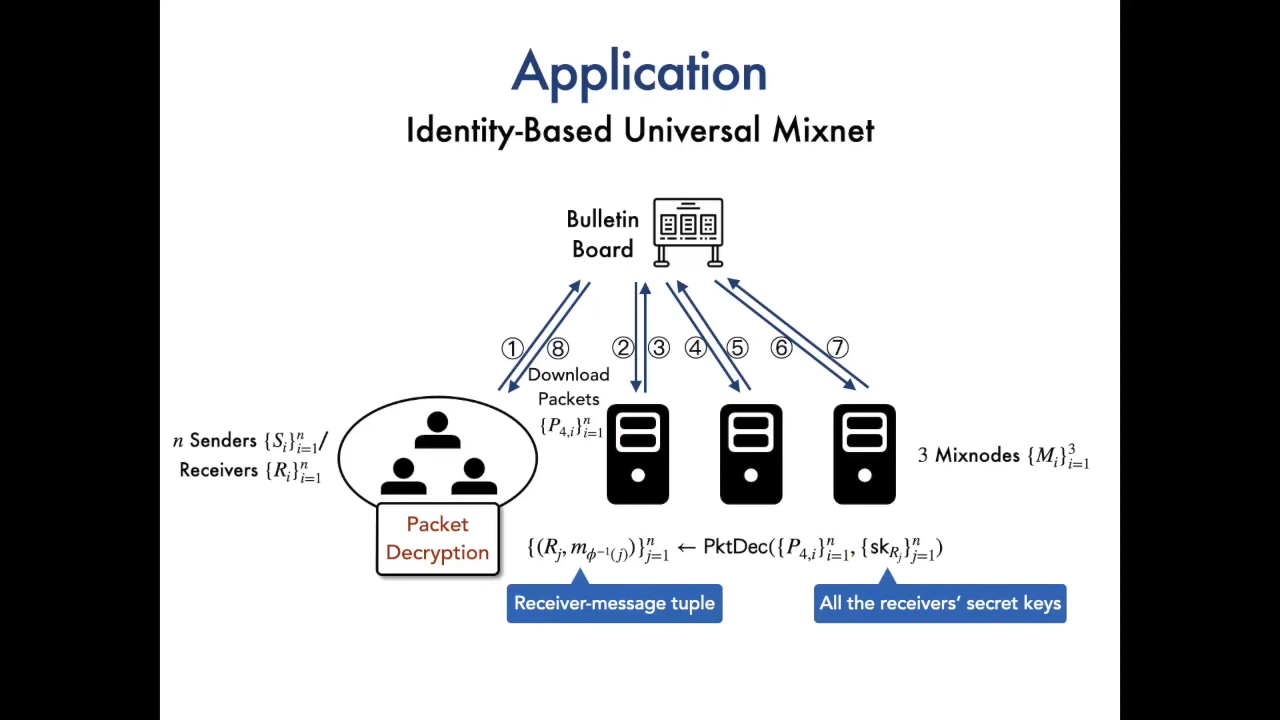 Application
Identity-Based Universal Mixnet
Bulletin
Board
① ⑧ ② ③ ④ ⑤ ⑥ ⑦
Download
Packets
{P_{4,i}}_{i=1}^{n}
n Senders {S_i}_{i=1}^{n}/
Receivers {R_i}_{i=1}^{n}
3 Mixnodes {M_i}_{i=1}^{3}
Packet
Decryption
{(R_j, m_{ϕ^{-1}(j)})}_{j=1}^{n} ← PktDec({P_{4,i}}_{i=1}^{n}, {sk_{R_j}}_{j=1}^{n})
Receiver-message tuple
All the receivers’ secret keys